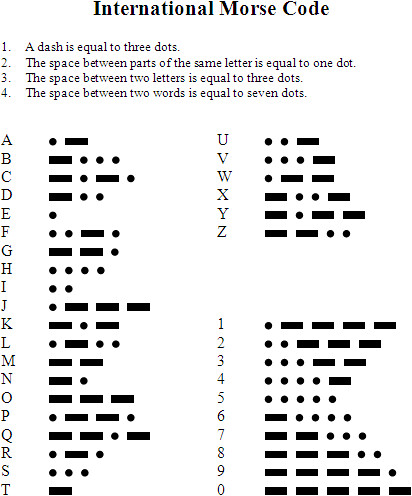 International Morse Code
1. A dash is equal to three dots.
2. The space between parts of the same letter is equal to one dot.
3. The space between two letters is equal to three dots.
4. The space between two words is equal to seven dots.
A
B
C
D
E
F
G
H
I
J
K
L
M
N
O
P
Q
R
S
T
U
V
W
X
Y
Z
1
2
3
4
5
6
7
8
9
0